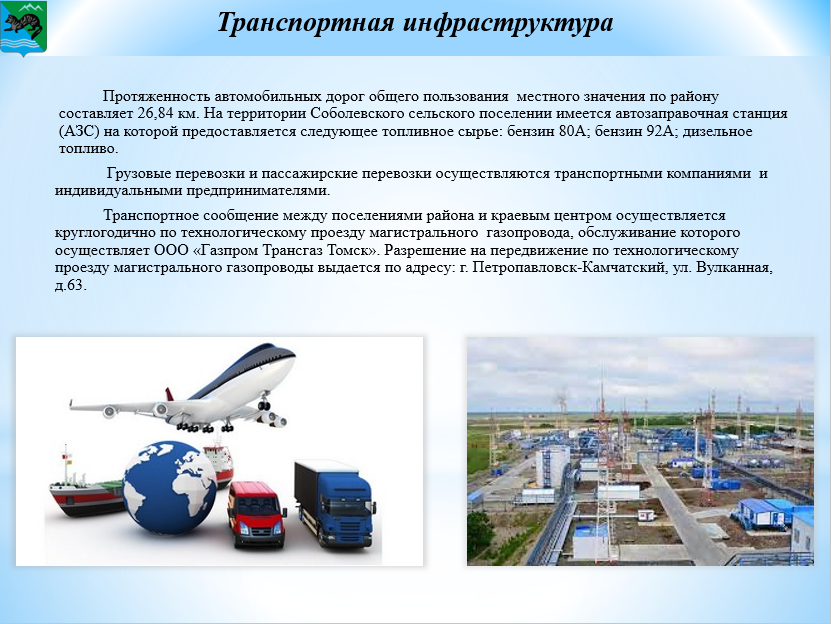 Транспортная инфраструктура
Протяженность автомобильных дорог общего пользования местного значения по району
составляет 26,84 км. На территории Соболевского сельского поселении имеется автозаправочная станция
(АЗС) на которой предоставляется следующее топливное сырье: бензин 80А; бензин 92А; дизельное
топливо.
Грузовые перевозки и пассажирские перевозки осуществляются транспортными компаниями и
индивидуальными предпринимателями.
Транспортное сообщение между поселениями района и краевым центром осуществляется
круглогодично по технологическому проезду магистрального газопровода, обслуживание которого
осуществляет ООО «Газпром Трансгаз Томск». Разрешение на передвижение по технологическому
проезду магистрального газопроводы выдается по адресу: г. Петропавловск-Камчатский, ул. Вулканная,
д.63.